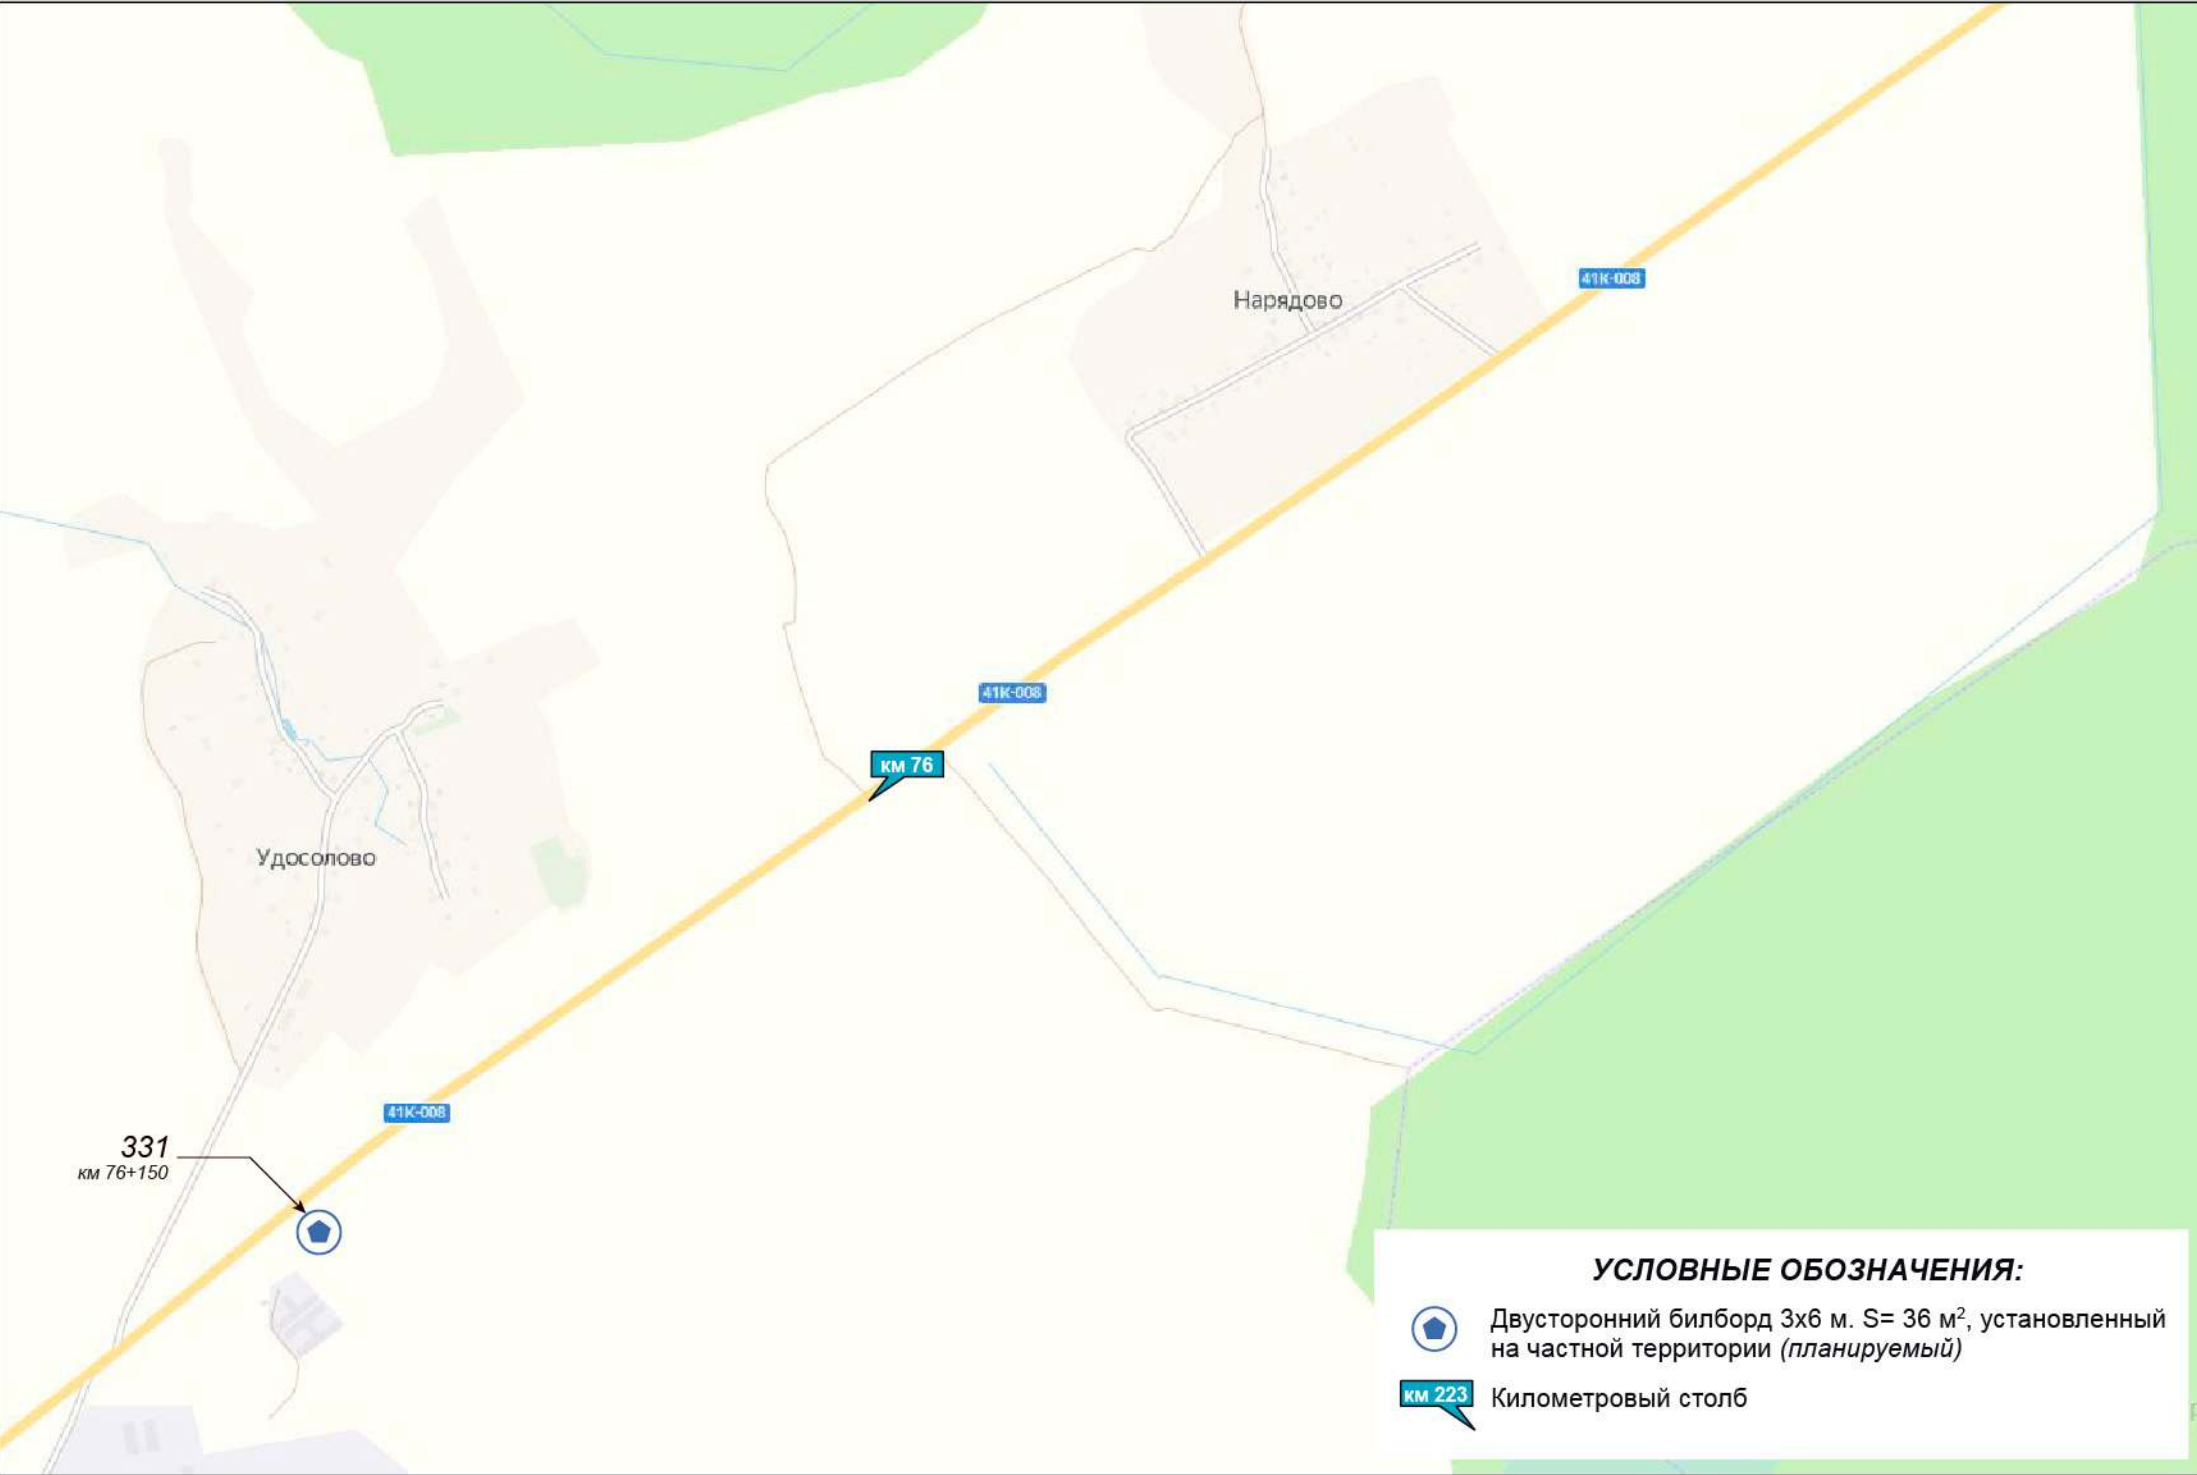 41К-008
Нарядово
41К-008
км 76
Удосолово
41К-008
331
км 76+150
УСЛОВНЫЕ ОБОЗНАЧЕНИЯ:
Двусторонний билборд 3х6 м. S= 36 м², установленный
на частной территории (планируемый)
км 223 Километровый столб